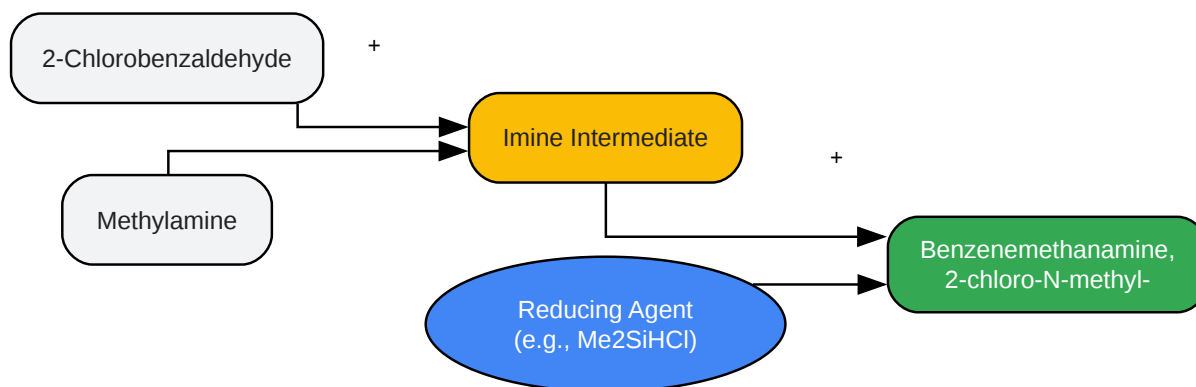 2-Chlorobenzaldehyde
+
Imine Intermediate
+
Methylamine
Benzenemethanamine,
2-chloro-N-methyl-
Reducing Agent
(e.g., Me2SiHCl)